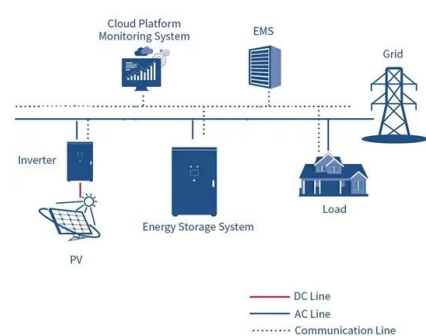 Cloud Platform
Monitoring System
EMS
Grid
Inverter
Energy Storage System
Load
PV
DC Line
AC Line
Communication Line